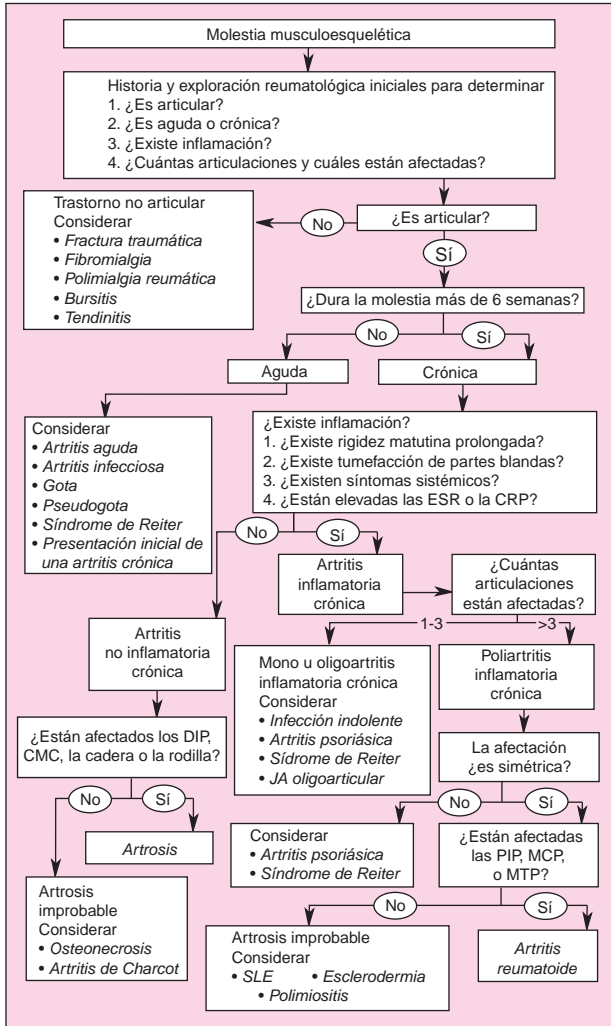 Molestia musculoesquelética
Historia y exploración reumatológica iniciales para determinar
1. ¿Es articular?
2. ¿Es aguda o crónica?
3. ¿Existe inflamación?
4. ¿Cuántas articulaciones y cuáles están afectadas?
Trastorno no articular
Considerar
• Fractura traumática
• Fibromialgia
• Polimialgia reumática
• Bursitis
• Tendinitis
No
¿Es articular?
Sí
¿Dura la molestia más de 6 semanas?
No
Sí
Aguda
Crónica
Considerar
• Artritis aguda
• Artritis infecciosa
• Gota
• Pseudogota
• Síndrome de Reiter
• Presentación inicial de
una artritis crónica
¿Existe inflamación?
1. ¿Existe rigidez matutina prolongada?
2. ¿Existe tumefacción de partes blandas?
3. ¿Existen síntomas sistémicos?
4. ¿Están elevadas las ESR o la CRP?
No
Sí
Artritis
inflamatoria
crónica
¿Cuántas
articulaciones
están afectadas?
1-3
>3
Artritis
no inflamatoria
crónica
Mono u oligoartritis
inflamatoria crónica
Considerar
• Infección indolente
• Artritis psoriásica
• Sídrome de Reiter
• JA oligoarticular
Poliartritis
inflamatoria
crónica
¿Están afectados los DIP,
CMC, la cadera o la rodilla?
La afectación
¿es simétrica?
No
Sí
No
Sí
Artrosis
Considerar
• Artritis psoriásica
• Síndrome de Reiter
¿Están afectadas
las PIP, MCP,
o MTP?
Artrosis
improbable
Considerar
• Osteonecrosis
• Artritis de Charcot
No
Sí
Artrosis improbable
Considerar
• SLE • Esclerodermia
• Polimiositis
Artritis
reumatoide